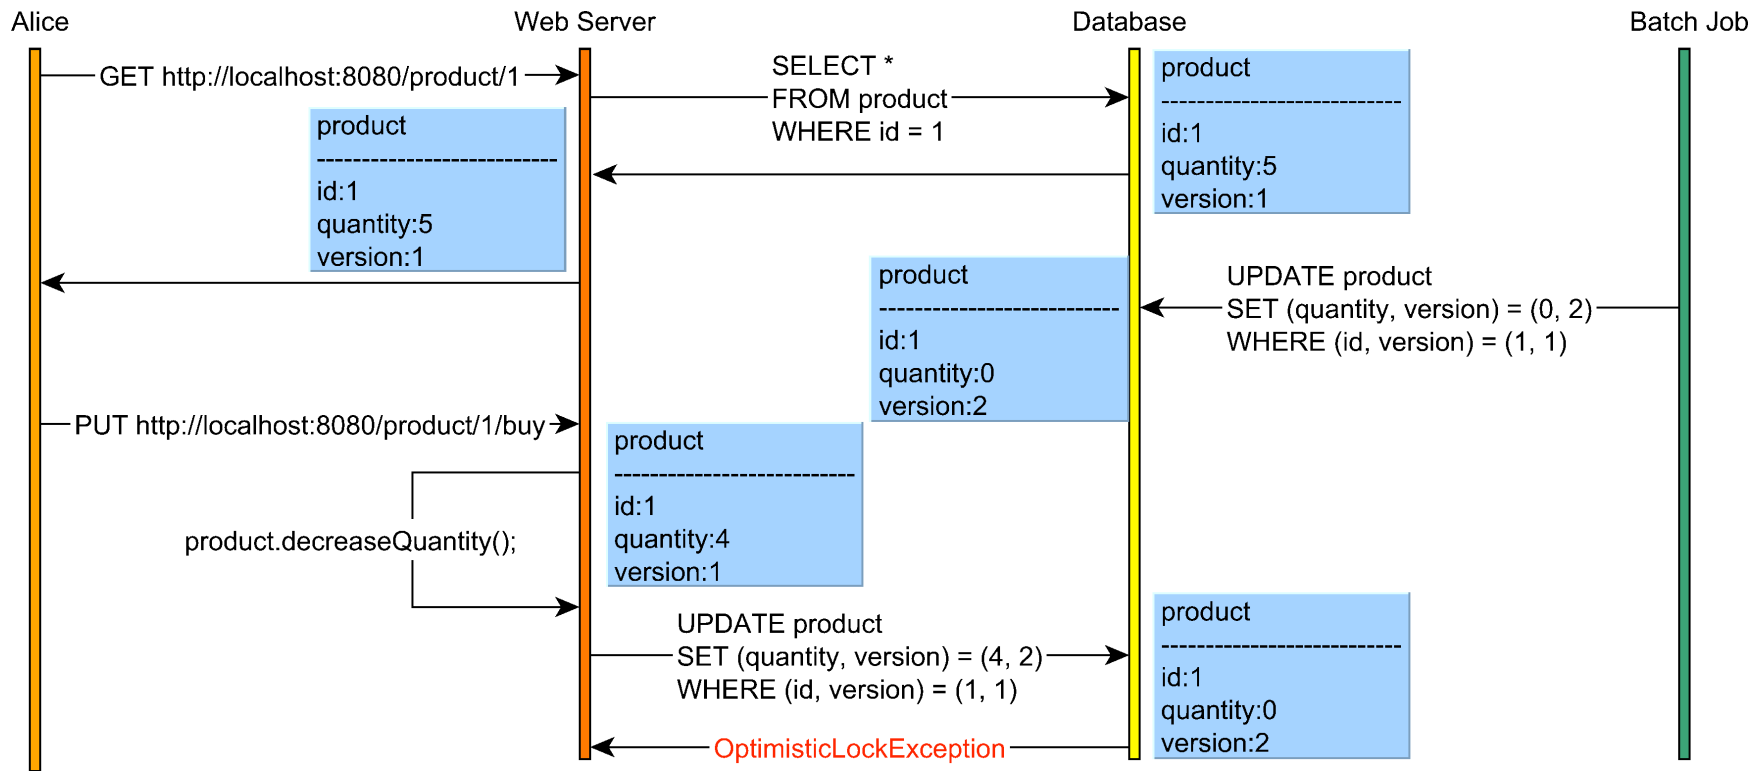 Alice
Web Server
Database
Batch Job
GET http://localhost:8080/product/1
SELECT *
FROM product
WHERE id = 1
product
---------------------------
id:1
quantity:5
version:1
product
---------------------------
id:1
quantity:5
version:1
UPDATE product
SET (quantity, version) = (0, 2)
WHERE (id, version) = (1, 1)
product
---------------------------
id:1
quantity:0
version:2
PUT http://localhost:8080/product/1/buy
product.decreaseQuantity();
product
---------------------------
id:1
quantity:4
version:1
UPDATE product
SET (quantity, version) = (4, 2)
WHERE (id, version) = (1, 1)
product
---------------------------
id:1
quantity:0
version:2
OptimisticLockException